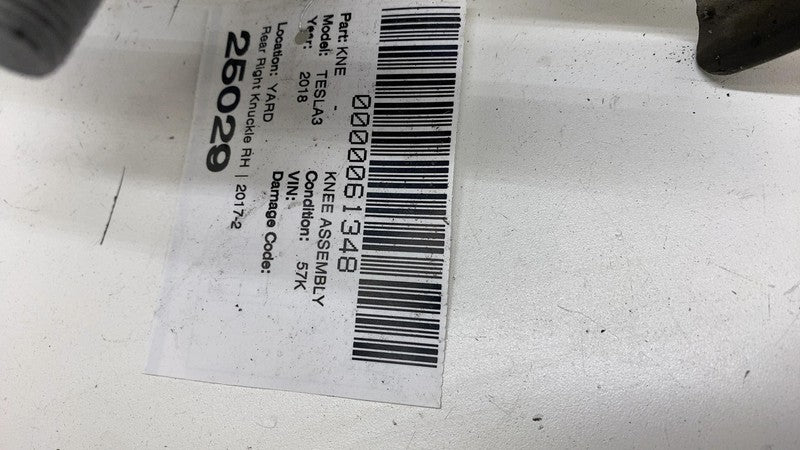 0000061348
Part: KNE - KNEE ASSEMBLY
Model: TESLA3 Condition: 57K
Year: 2018 VIN:
Damage Code:
Location: YARD
Rear Right Knuckle RH | 2017-2
25029